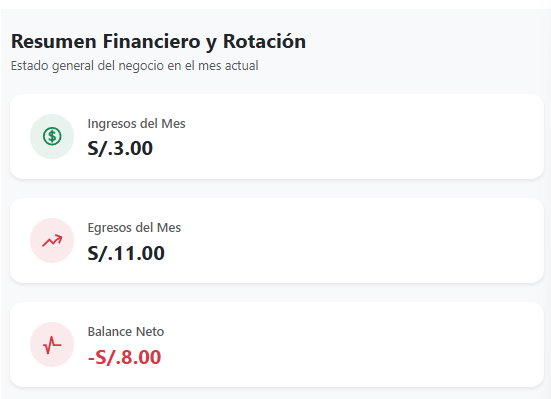 Resumen Financiero y Rotación
Estado general del negocio en el mes actual
Ingresos del Mes
S/.3.00
Egresos del Mes
S/.11.00
Balance Neto
-S/.8.00